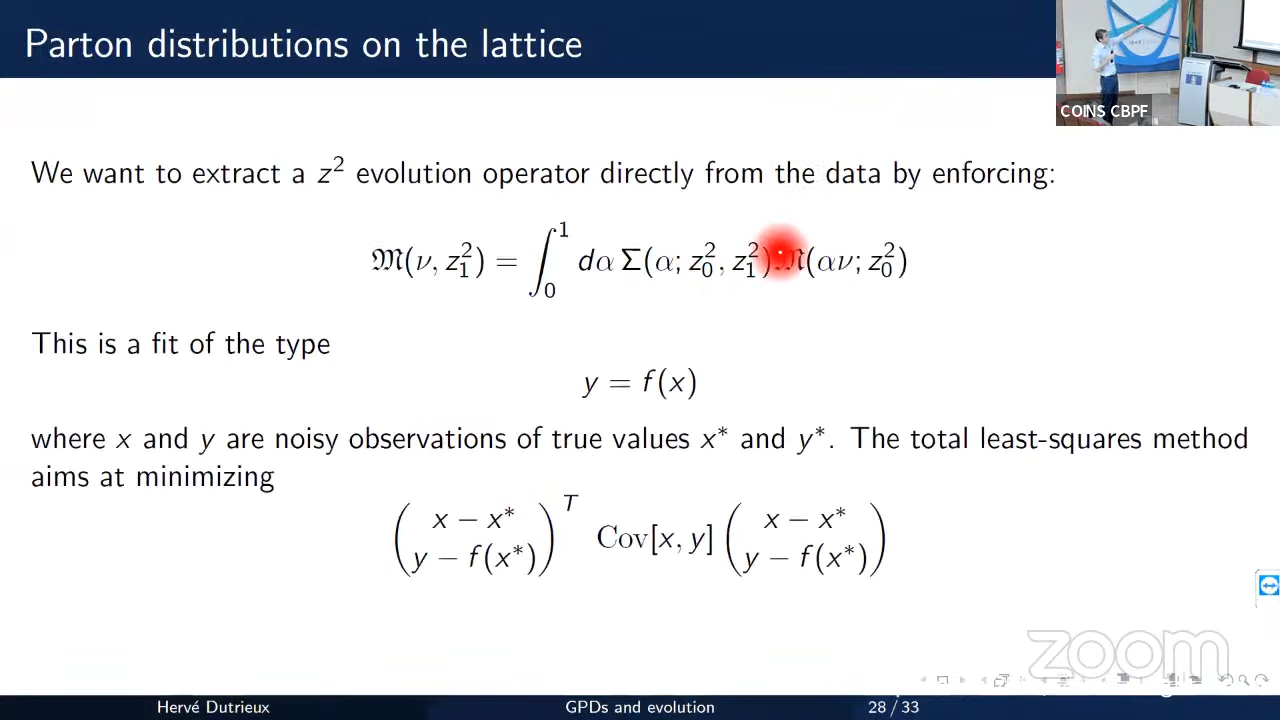 Parton distributions on the lattice
COINS CBPF
We want to extract a z² evolution operator directly from the data by enforcing:
𝔐(ν, z₁²) = ∫₀¹ dα Σ(α; z₀², z₁²)𝔐(αν; z₀²)
This is a fit of the type
y = f(x)
where x and y are noisy observations of true values x* and y*. The total least-squares method
aims at minimizing
(x − x*
y − f(x*))ᵀ Cov[x, y] (x − x*
y − f(x*))
zoom
Hervé Dutrieux GPDs and evolution 28 / 33